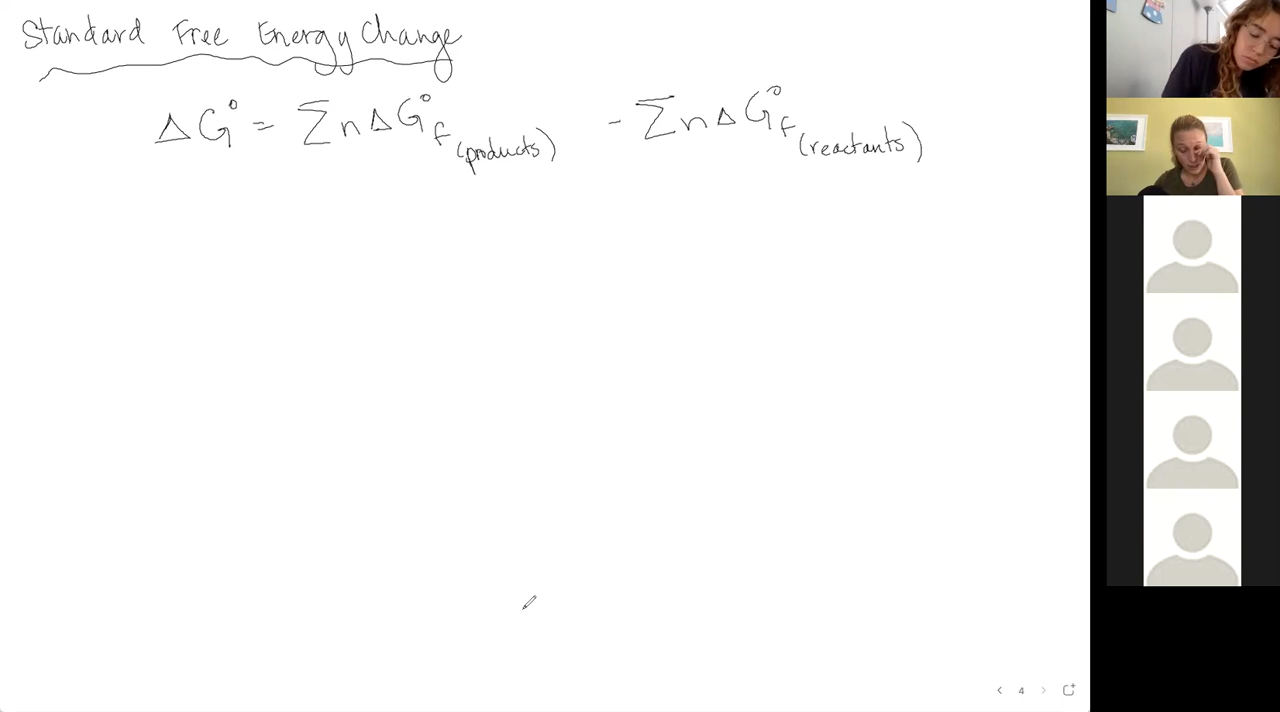 Standard Free Energy Change
ΔG° = ΣnΔG°f (products) - ΣnΔG°f (reactants)
< 4 >